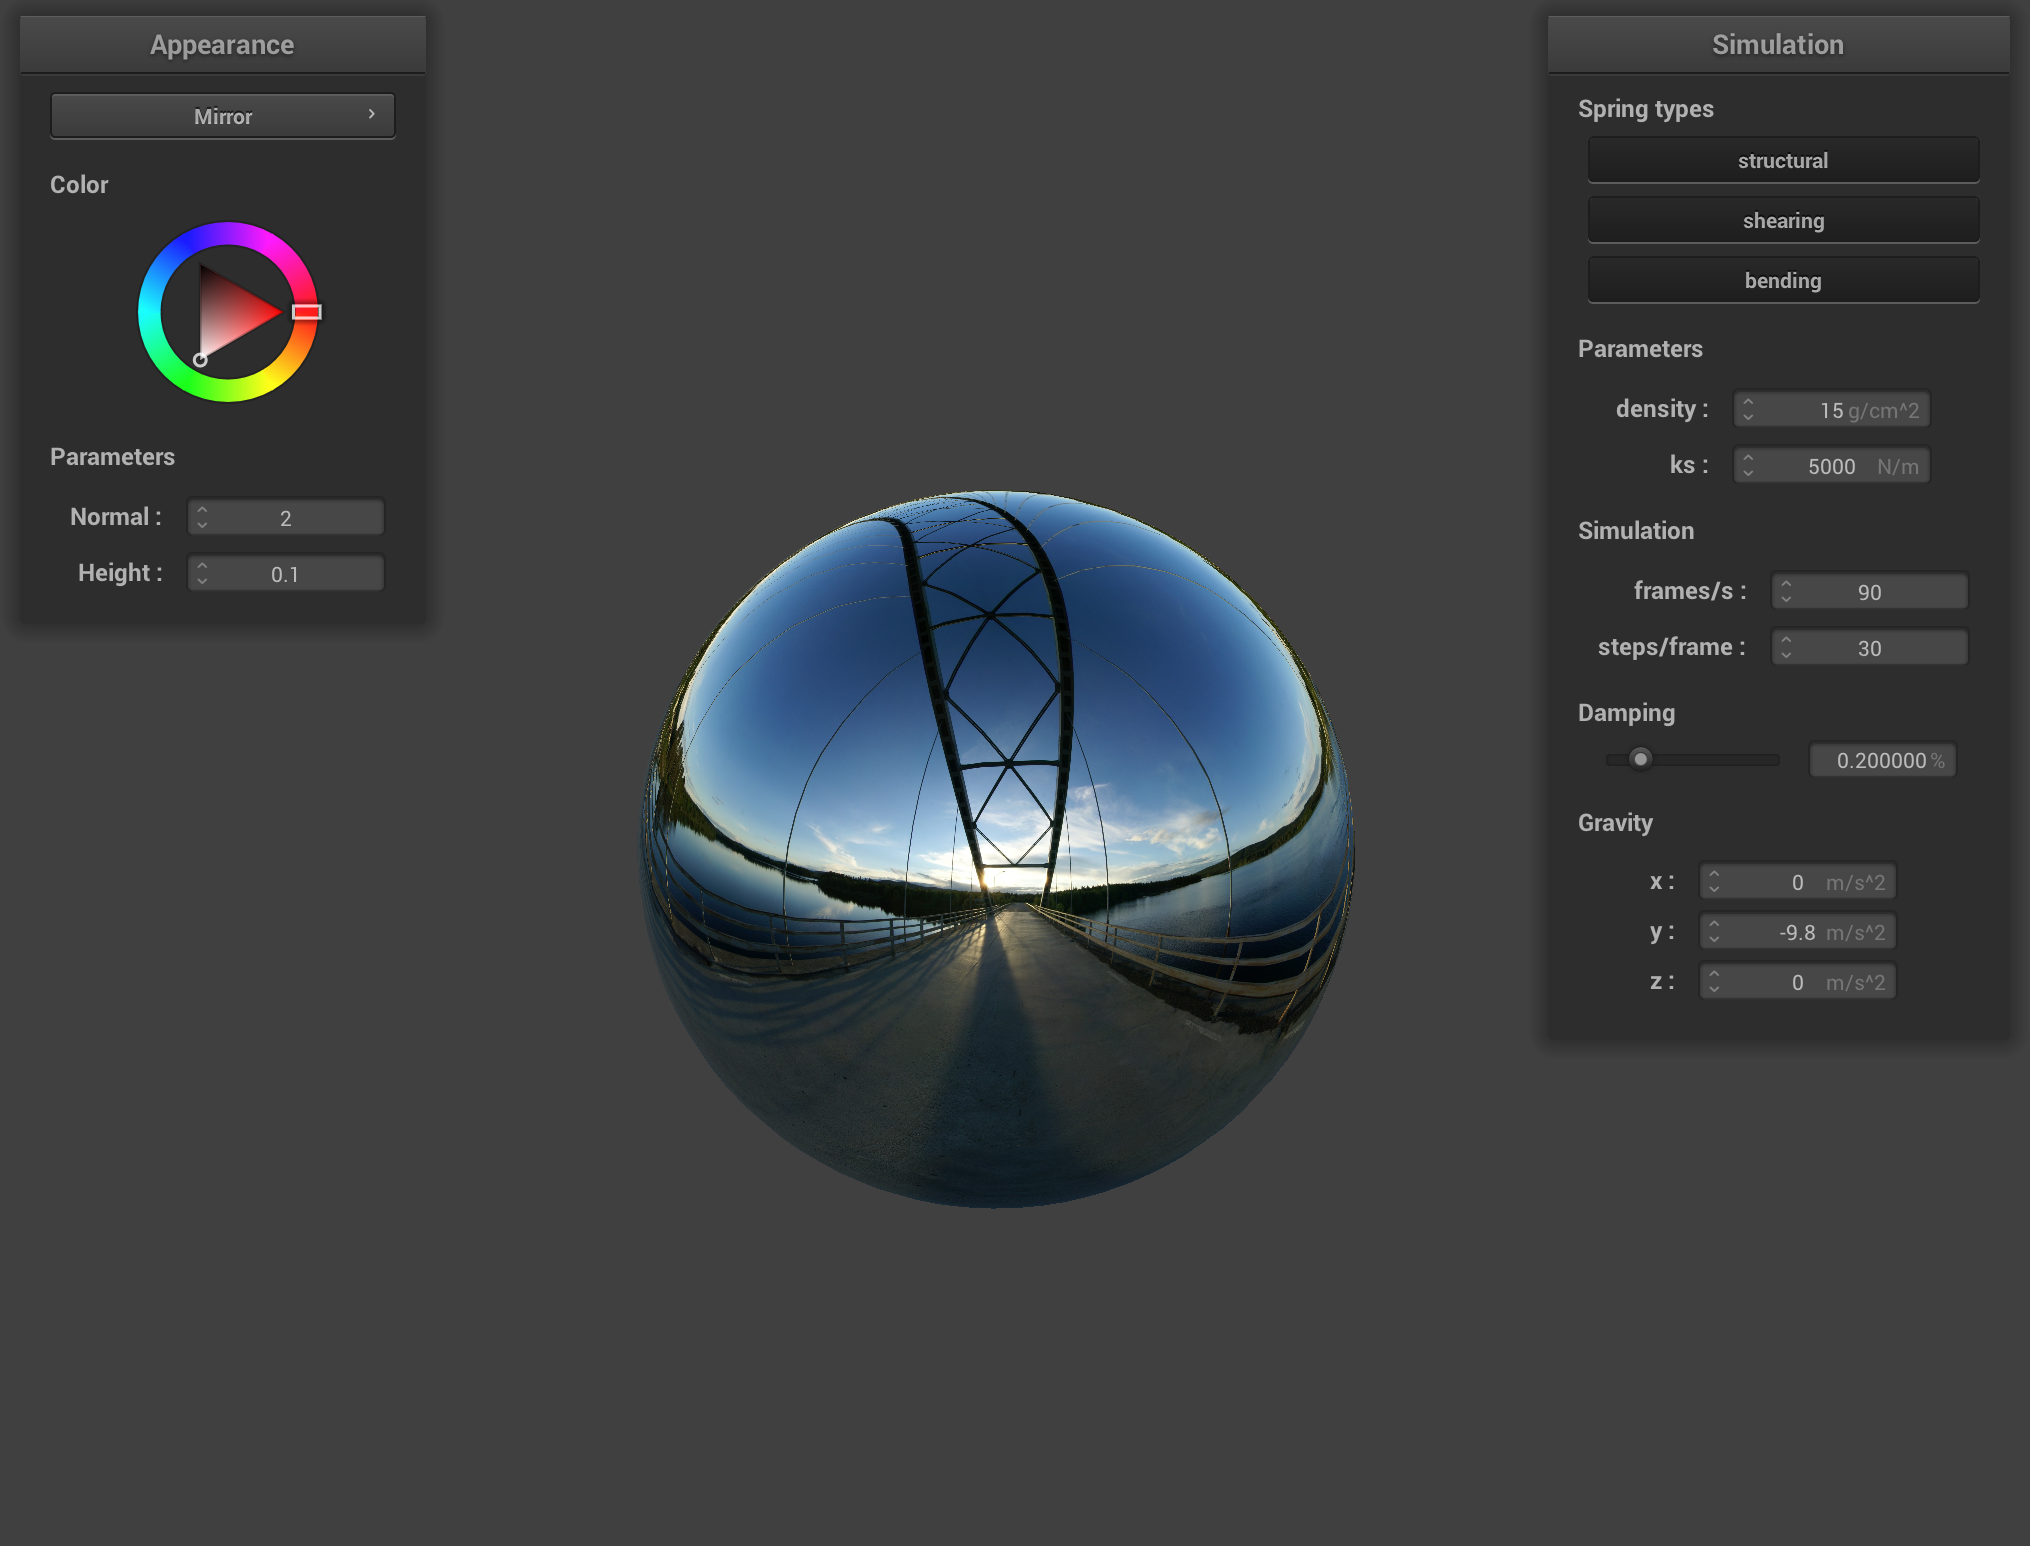 Appearance
Mirror
Color
Parameters
Normal : 2
Height : 0.1
Simulation
Spring types
structural
shearing
bending
Parameters
density : 15 g/cm^2
ks : 5000 N/m
Simulation
frames/s : 90
steps/frame : 30
Damping
0.200000 %
Gravity
x : 0 m/s^2
y : -9.8 m/s^2
z : 0 m/s^2